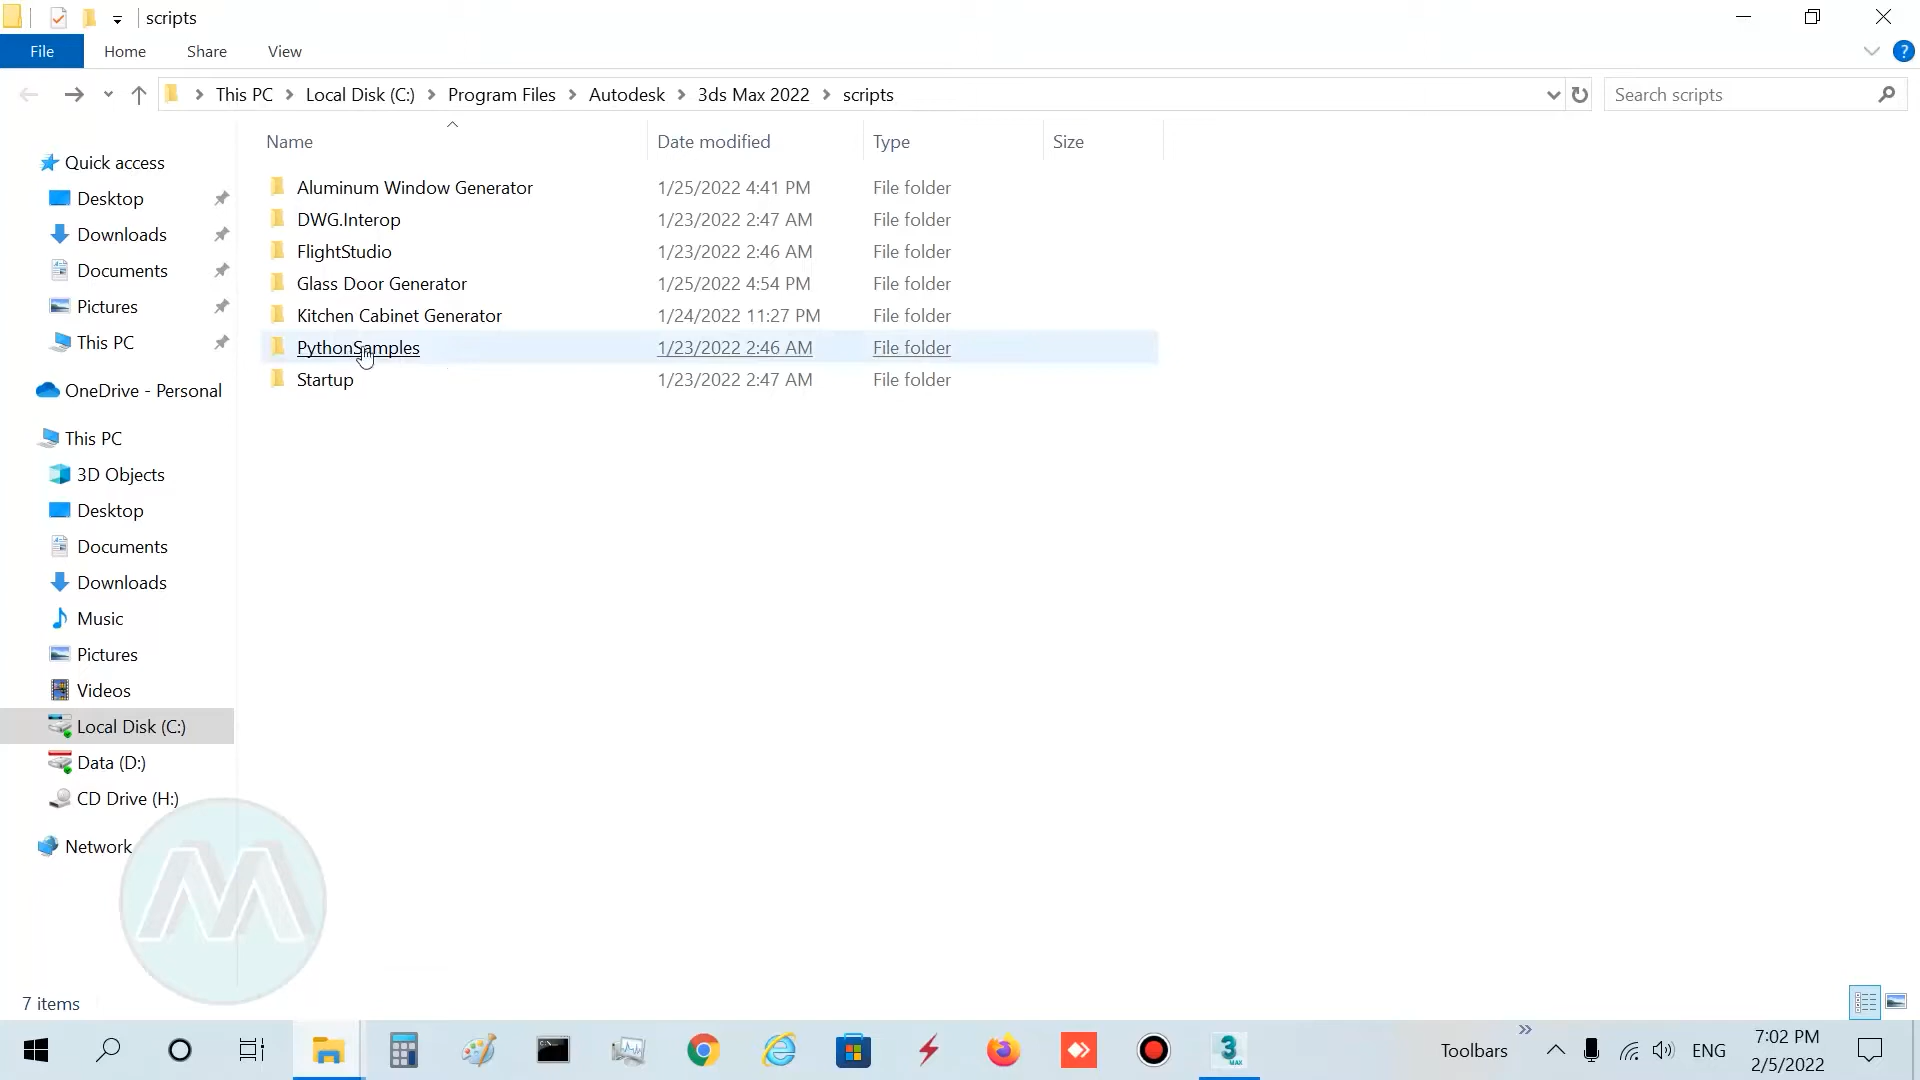 scripts
File Home Share View
This PC Local Disk (C:) Program Files Autodesk 3ds Max 2022 scripts
Search scripts
Name Date modified Type Size
Quick access
Desktop
Downloads
Documents
Pictures
This PC
OneDrive - Personal
This PC
3D Objects
Desktop
Documents
Downloads
Music
Pictures
Videos
Local Disk (C:)
Data (D:)
CD Drive (H:)
Network
Aluminum Window Generator 1/25/2022 4:41 PM File folder
DWG.Interop 1/23/2022 2:47 AM File folder
FlightStudio 1/23/2022 2:46 AM File folder
Glass Door Generator 1/25/2022 4:54 PM File folder
Kitchen Cabinet Generator 1/24/2022 11:27 PM File folder
PythonSamples 1/23/2022 2:46 AM File folder
Startup 1/23/2022 2:47 AM File folder
7 items
Toolbars
ENG
7:02 PM
2/5/2022
3
MAX